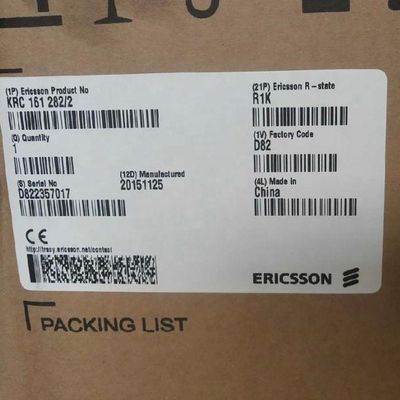 (1P) Ericsson Product No
KRC 161 282/2
(21P) Ericsson R-state
R1K
(Q) Quantity
1
(1V) Factory Code
D82
(S) Serial No
D822357017
(12D) Manufactured
20151125
(4L) Made in
China
CE
http://tracy.ericsson.net/contact
ERICSSON
PACKING LIST